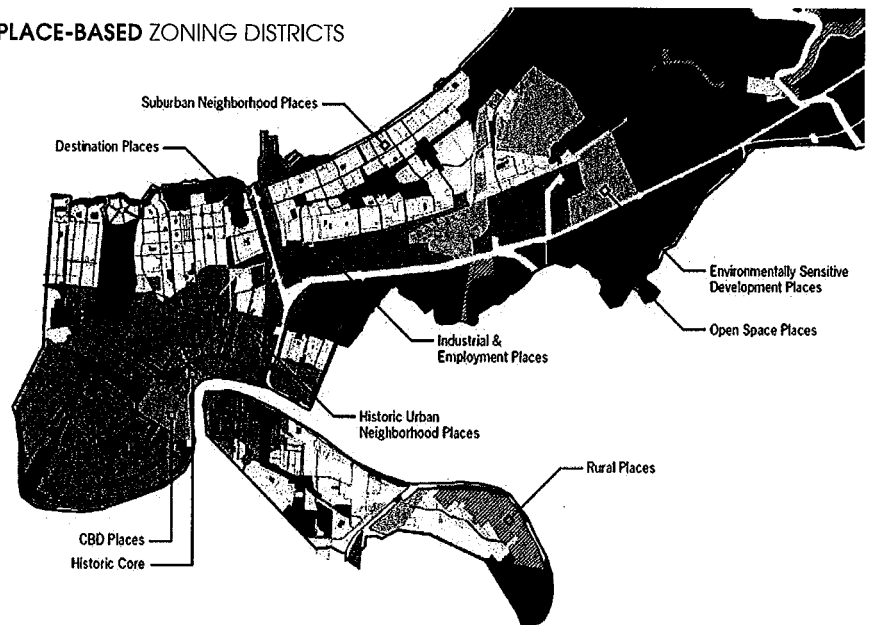 PLACE-BASED ZONING DISTRICTS
Suburban Neighborhood Places
Destination Places
Environmentally Sensitive
Development Places
Open Space Places
Industrial &
Employment Places
Historic Urban
Neighborhood Places
Rural Places
CBD Places
Historic Core